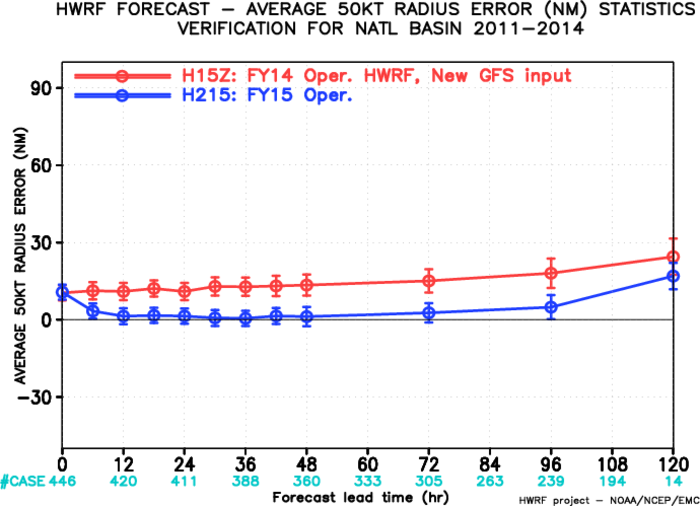 HWRF FORECAST − AVERAGE 50KT RADIUS ERROR (NM) STATISTICS
VERIFICATION FOR NATL BASIN 2011−2014
H15Z: FY14 Oper. HWRF, New GFS input
H215: FY15 Oper.
AVERAGE 50KT RADIUS ERROR (NM)
90
60
30
0
−30
0 12 24 36 48 60 72 84 96 108 120
#CASE 446 420 411 388 360 333 305 263 239 194 14
Forecast lead time (hr)
HWRF project − NOAA/NCEP/EMC